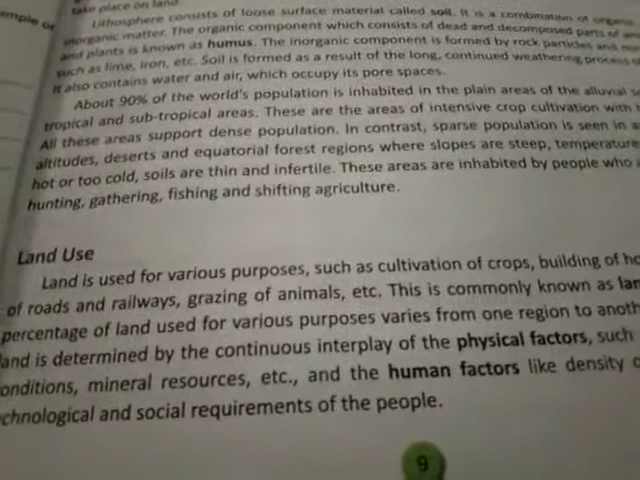 take place on land.
mple of
Lithosphere consists of loose surface material called soil. It is a combination of organic
inorganic matter. The organic component which consists of dead and decomposed parts of
and plants is known as humus. The inorganic component is formed by rock particles and
such as lime, iron, etc. Soil is formed as a result of the long, continued weathering process
It also contains water and air, which occupy its pore spaces.
About 90% of the world's population is inhabited in the plain areas of the alluvial
tropical and sub-tropical areas. These are the areas of intensive crop cultivation with
All these areas support dense population. In contrast, sparse population is seen in
altitudes, deserts and equatorial forest regions where slopes are steep, temperature
hot or too cold, soils are thin and infertile. These areas are inhabited by people who
hunting, gathering, fishing and shifting agriculture.
Land Use
Land is used for various purposes, such as cultivation of crops, building of ho
of roads and railways, grazing of animals, etc. This is commonly known as lan
percentage of land used for various purposes varies from one region to anoth
land is determined by the continuous interplay of the physical factors, such
onditions, mineral resources, etc., and the human factors like density o
chnological and social requirements of the people.
9